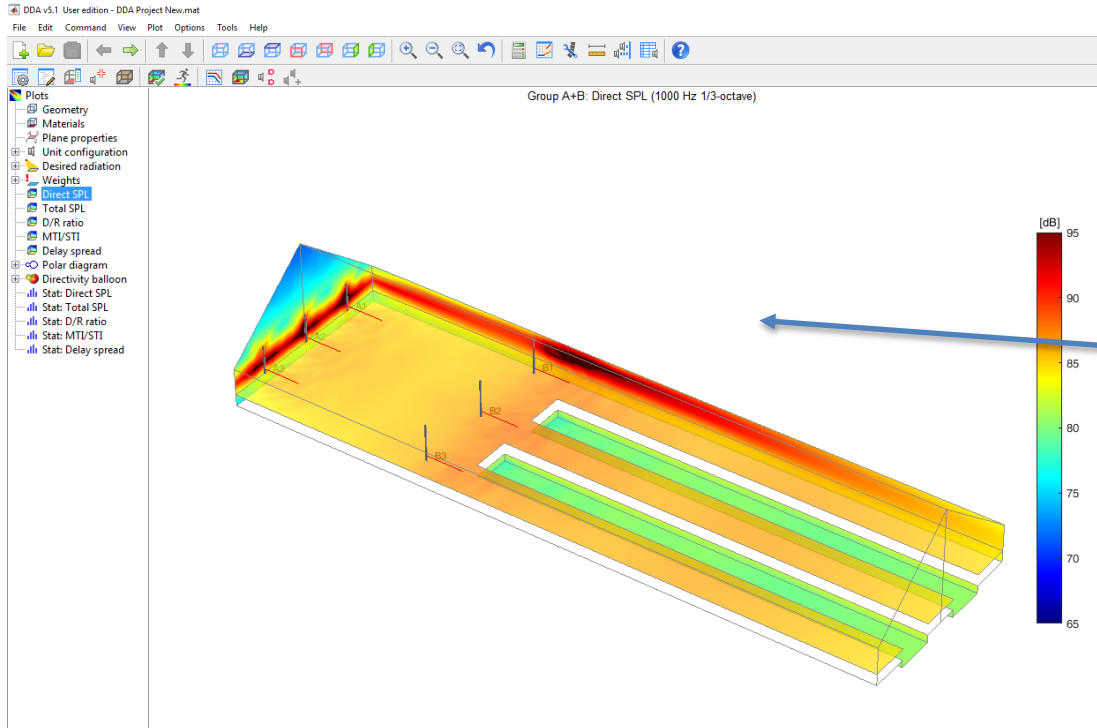 DDA v5.1 User edition - DDA Project New.mat
File Edit Command View Plot Options Tools Help
Plots
Geometry
Materials
Plane properties
Unit configuration
Desired radiation
Weights
Direct SPL
Total SPL
D/R ratio
MTI/STI
Delay spread
Polar diagram
Directivity balloon
Stat: Direct SPL
Stat: Total SPL
Stat: D/R ratio
Stat: MTI/STI
Stat: Delay spread
Group A+B: Direct SPL (1000 Hz 1/3-octave)
A1
A2
A3
B1
B2
B3
[dB]
95
90
85
80
75
70
65